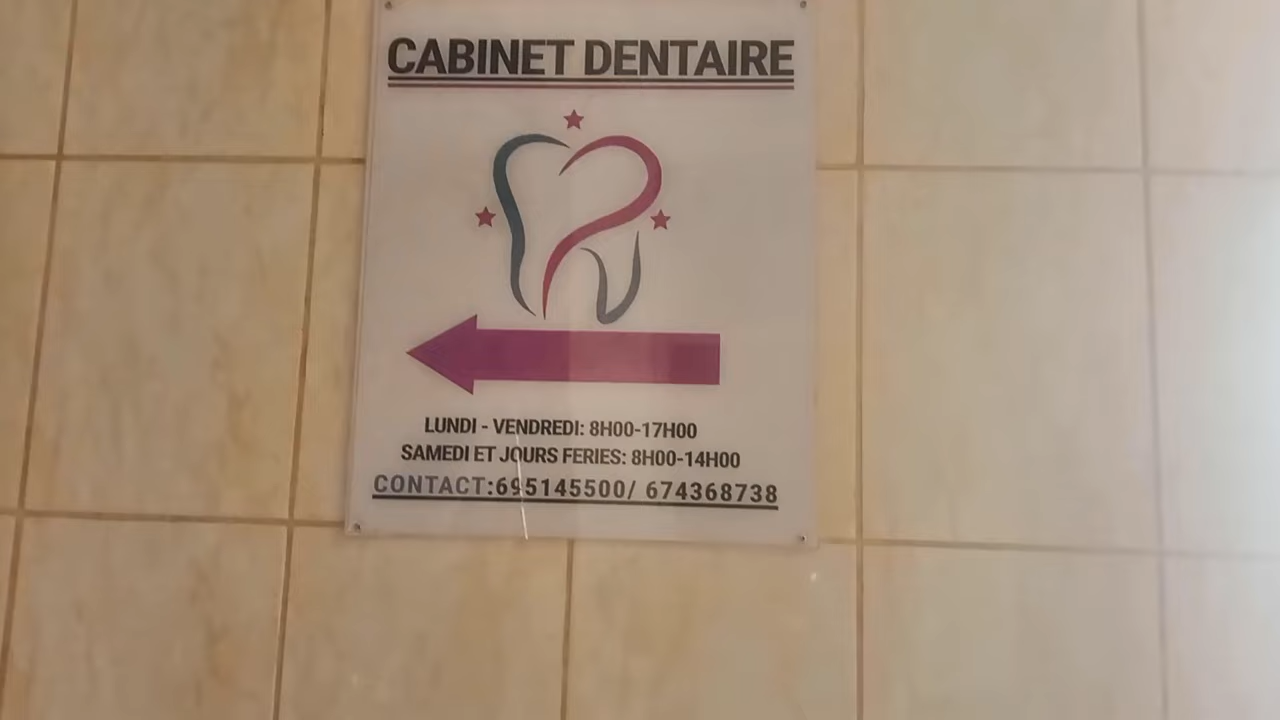 CABINET DENTAIRE
LUNDI - VENDREDI: 8H00-17H00
SAMEDI ET JOURS FERIES: 8H00-14H00
CONTACT:695145500/ 674368738